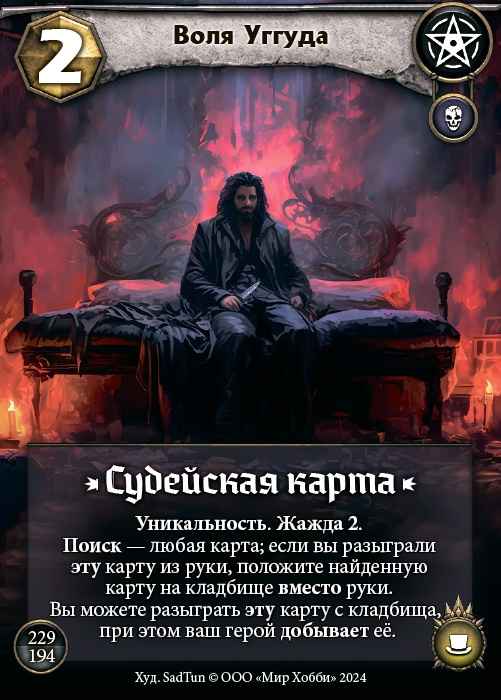 2
Воля Уггуда
Судейская карта
Уникальность. Жажда 2.
Поиск — любая карта; если вы разыграли
эту карту из руки, положите найденную
карту на кладбище вместо руки.
Вы можете разыграть эту карту с кладбища,
при этом ваш герой добывает её.
229
194
Худ. SadTun © ООО «Мир Хобби» 2024